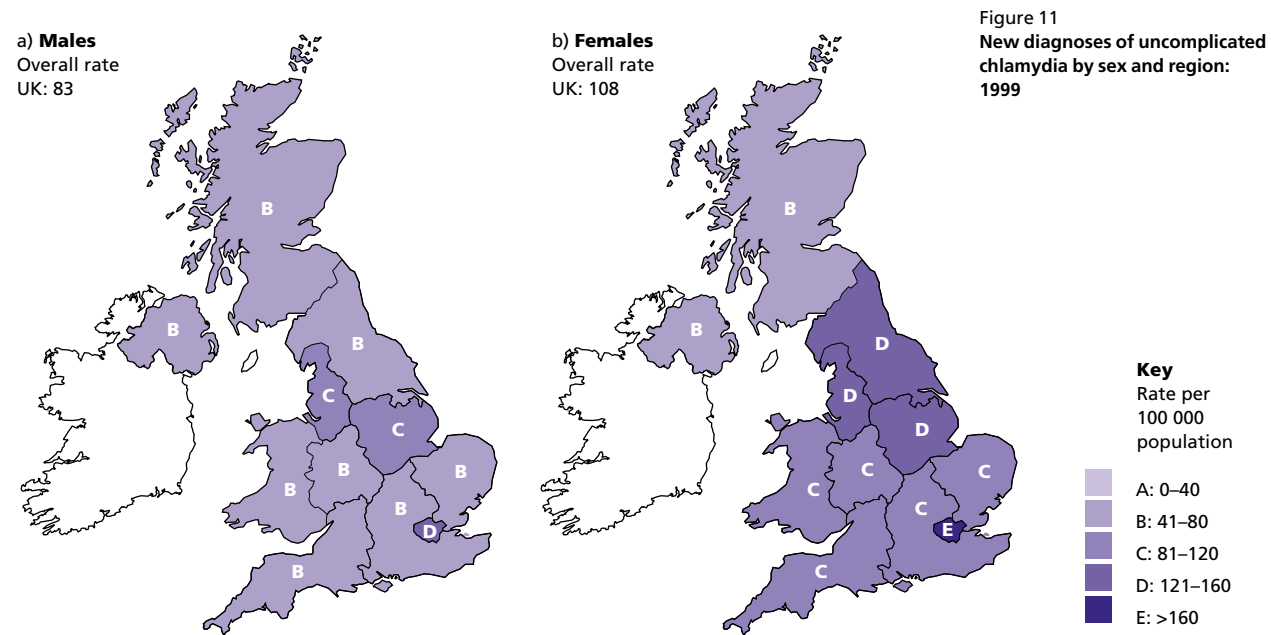 a) Males
Overall rate
UK: 83
B
B
B
C
C
B
B
B
B
D
B
b) Females
Overall rate
UK: 108
B
B
D
D
D
C
C
C
C
E
C
Figure 11
New diagnoses of uncomplicated
chlamydia by sex and region:
1999
Key
Rate per
100 000
population
A: 0–40
B: 41–80
C: 81–120
D: 121–160
E: >160